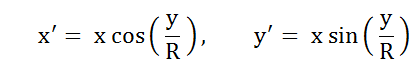 x′ = x cos(y/R),   y′ = x sin(y/R)